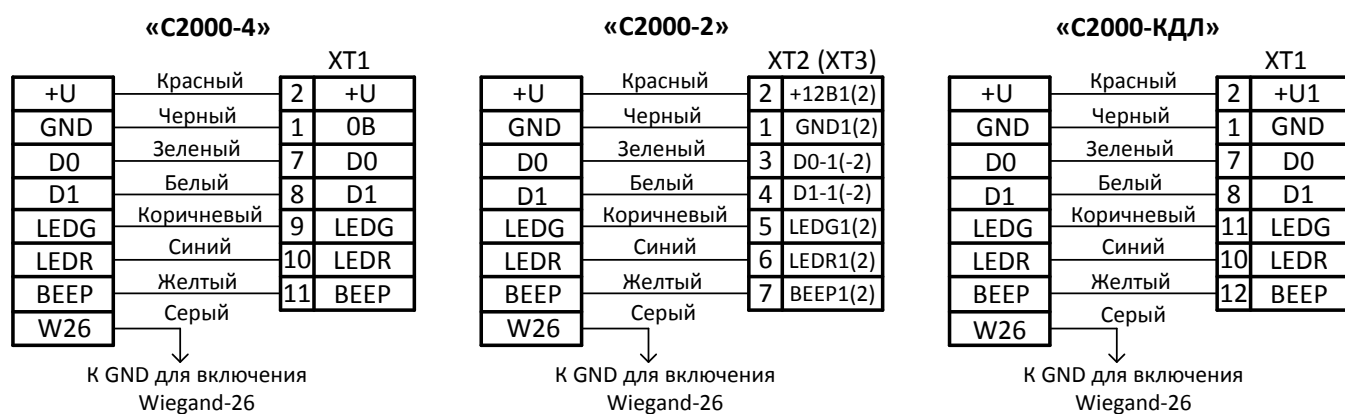 «С2000-4»
XT1
+U Красный 2 +U
GND Черный 1 0В
D0 Зеленый 7 D0
D1 Белый 8 D1
LEDG Коричневый 9 LEDG
LEDR Синий 10 LEDR
BEEP Желтый 11 BEEP
W26 Серый
К GND для включения
Wiegand-26
«С2000-2»
XT2 (XT3)
+U Красный 2 +12В1(2)
GND Черный 1 GND1(2)
D0 Зеленый 3 D0-1(-2)
D1 Белый 4 D1-1(-2)
LEDG Коричневый 5 LEDG1(2)
LEDR Синий 6 LEDR1(2)
BEEP Желтый 7 BEEP1(2)
W26 Серый
К GND для включения
Wiegand-26
«С2000-КДЛ»
XT1
+U Красный 2 +U1
GND Черный 1 GND
D0 Зеленый 7 D0
D1 Белый 8 D1
LEDG Коричневый 11 LEDG
LEDR Синий 10 LEDR
BEEP Желтый 12 BEEP
W26 Серый
К GND для включения
Wiegand-26